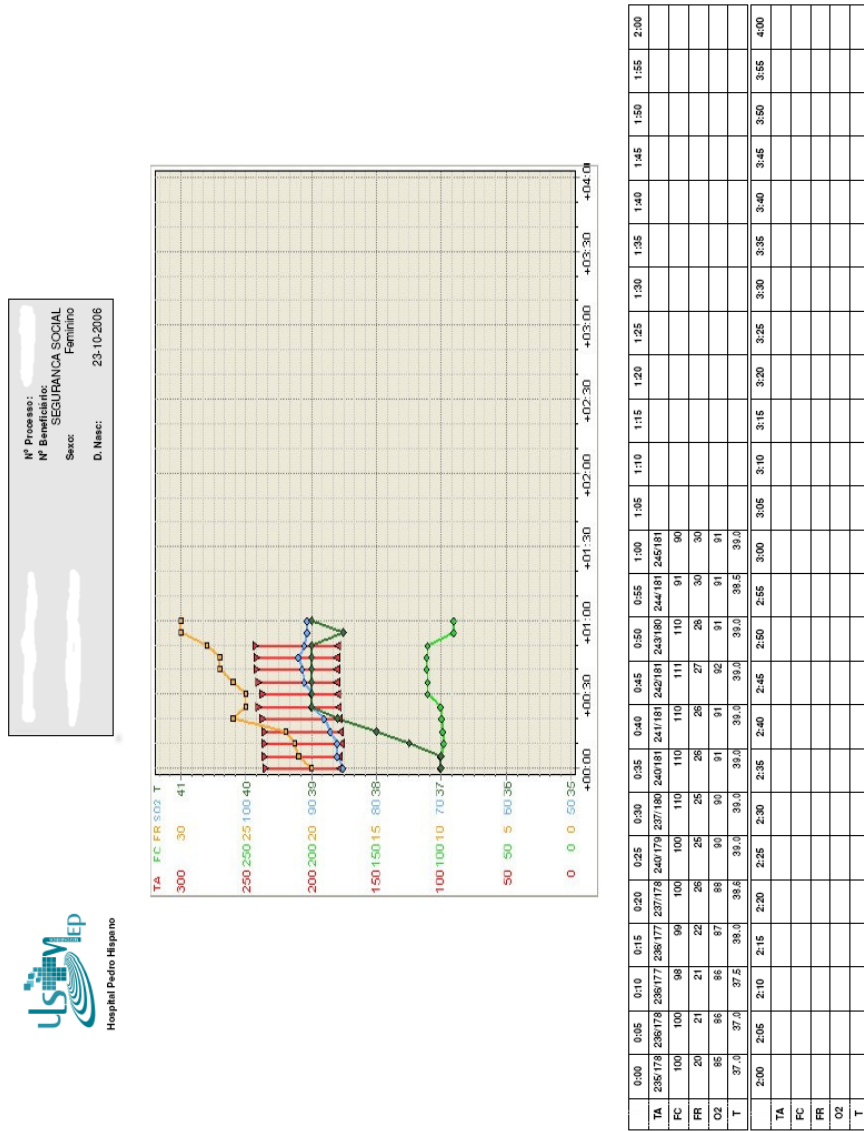 ULS MEP
Hospital Pedro Hispano
Nº Processo:
Nº Beneficiário:
SEGURANCA SOCIAL
Sexo: Feminino
D. Nasc: 23-10-2006
TA FC FR SO2 T
300 30 41
250 250 25 100 40
200 200 20 90 39
150 150 15 80 38
100 100 10 70 37
50 50 5 60 36
0 0 0 50 35
+00:00 +00:30 +01:00 +01:30 +02:00 +02:30 +03:00 +03:30 +04:0
0:00 0:05 0:10 0:15 0:20 0:25 0:30 0:35 0:40 0:45 0:50 0:55 1:00 1:05 1:10 1:15 1:20 1:25 1:30 1:35 1:40 1:45 1:50 1:55 2:00
TA 235/178 236/178 236/177 236/177 237/178 240/179 237/180 240/181 241/181 242/181 243/180 244/181 245/181
FC 100 100 98 99 100 100 110 110 110 111 110 91 90
FR 20 21 21 22 26 25 25 26 26 27 28 30 30
O2 85 86 86 87 88 90 90 91 91 92 91 91 91
T 37.0 37.0 37.5 38.0 38.6 39.0 39.0 39.0 39.0 39.0 39.0 38.5 39.0
2:00 2:05 2:10 2:15 2:20 2:25 2:30 2:35 2:40 2:45 2:50 2:55 3:00 3:05 3:10 3:15 3:20 3:25 3:30 3:35 3:40 3:45 3:50 3:55 4:00
TA
FC
FR
O2
T